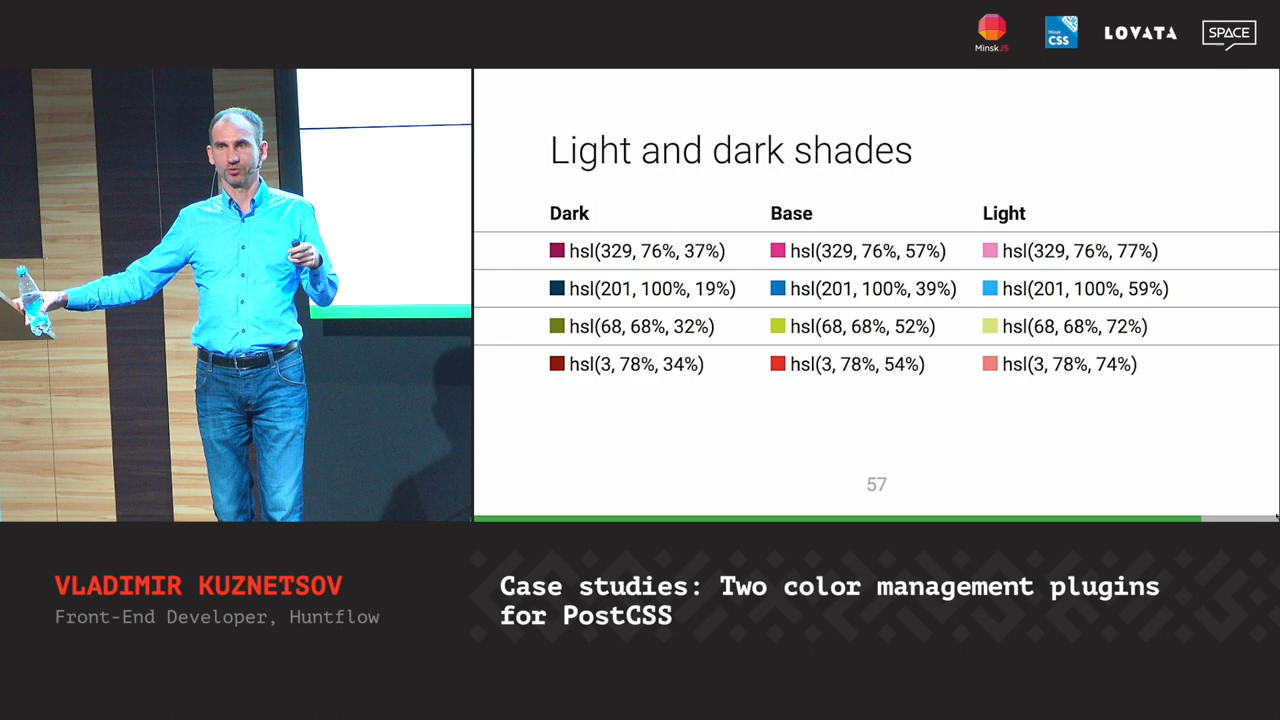 MinskJS
Minsk
CSS
LOVATA
SPACE
Light and dark shades
Dark Base Light
hsl(329, 76%, 37%) hsl(329, 76%, 57%) hsl(329, 76%, 77%)
hsl(201, 100%, 19%) hsl(201, 100%, 39%) hsl(201, 100%, 59%)
hsl(68, 68%, 32%) hsl(68, 68%, 52%) hsl(68, 68%, 72%)
hsl(3, 78%, 34%) hsl(3, 78%, 54%) hsl(3, 78%, 74%)
57
VLADIMIR KUZNETSOV
Front-End Developer, Huntflow
Case studies: Two color management plugins
for PostCSS